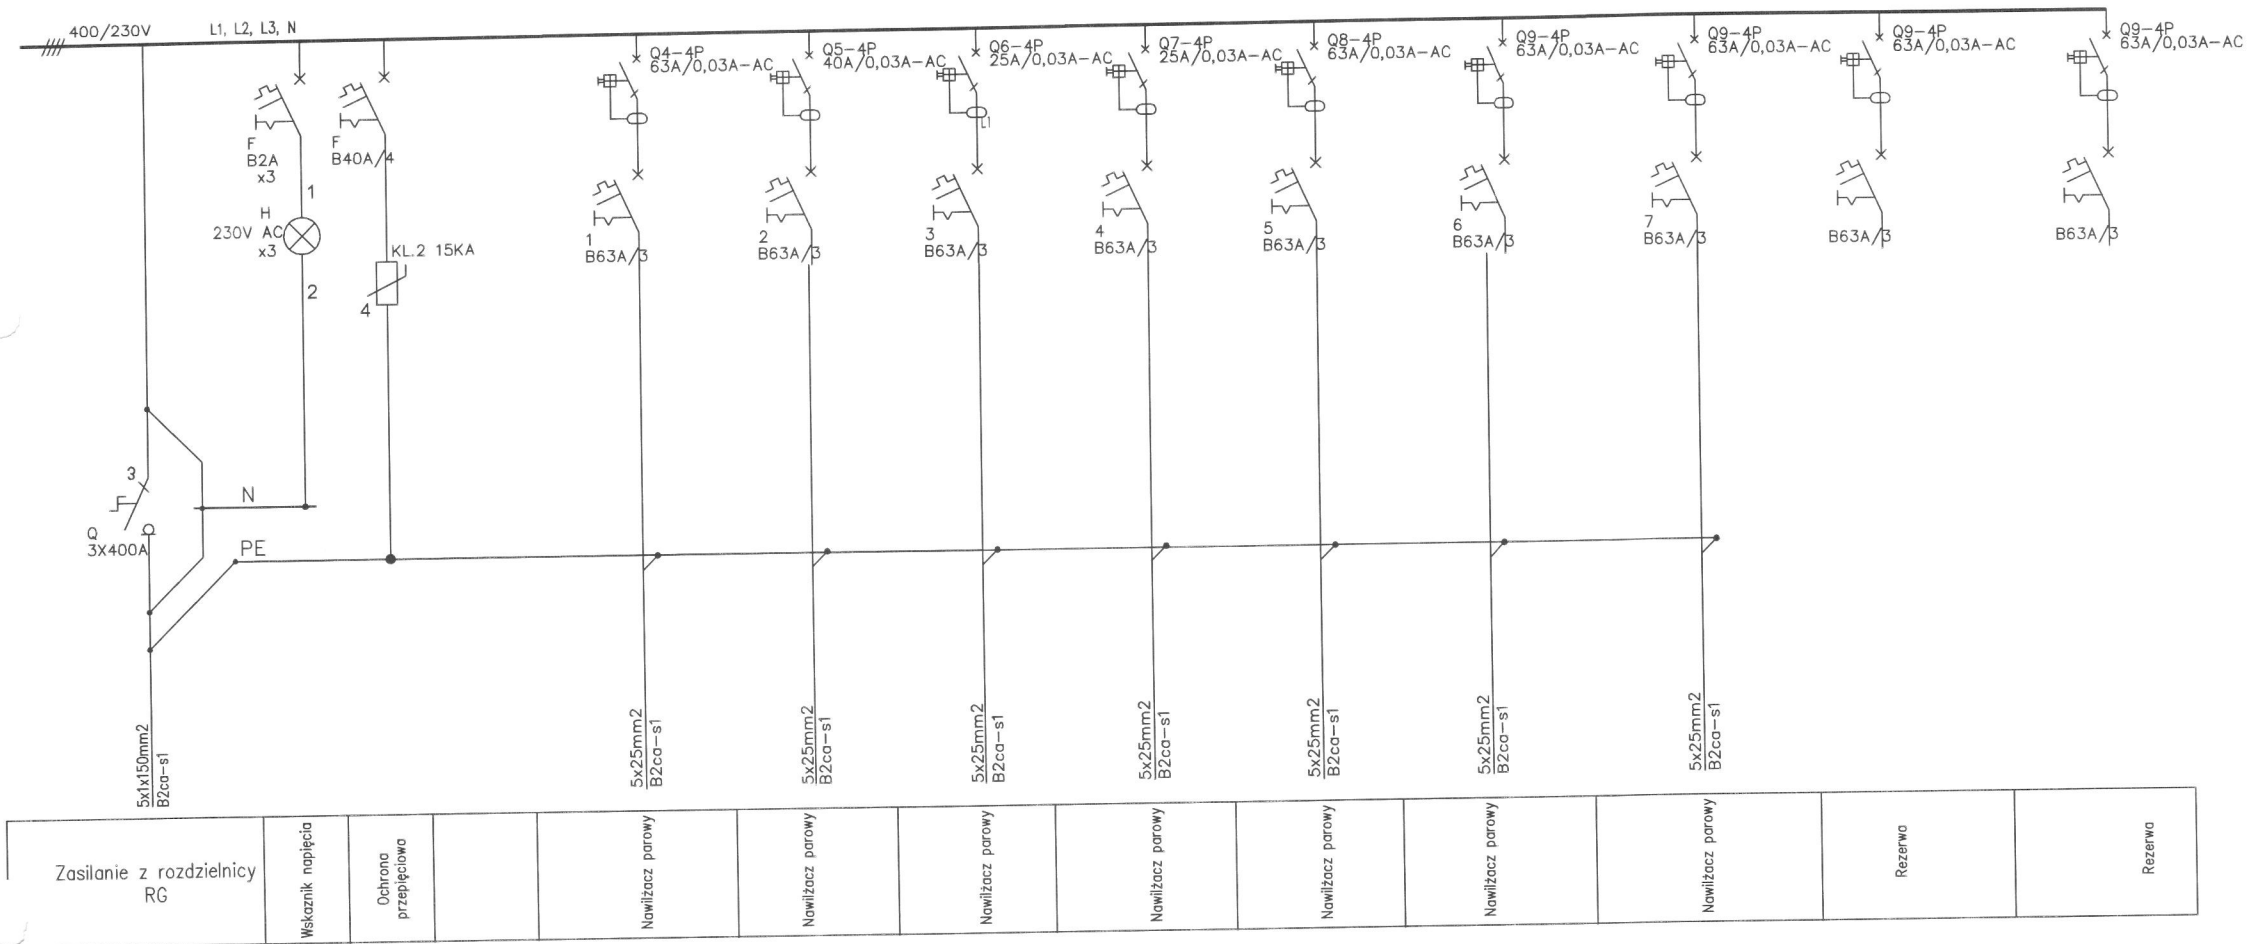 400/230V
L1, L2, L3, N
Q4-4P
63A/0,03A-AC
Q5-4P
40A/0,03A-AC
Q6-4P
25A/0,03A-AC
Q7-4P
25A/0,03A-AC
Q8-4P
63A/0,03A-AC
Q9-4P
63A/0,03A-AC
Q9-4P
63A/0,03A-AC
Q9-4P
63A/0,03A-AC
Q9-4P
63A/0,03A-AC
L1
F
B2A
x3
F
B40A/4
1
H
230V AC
x3
2
KL.2 15KA
4
1
B63A/3
2
B63A/3
3
B63A/3
4
B63A/3
5
B63A/3
6
B63A/3
7
B63A/3
B63A/3
B63A/3
3
Q
3X400A
N
PE
5x1x150mm2
B2ca-s1
5x25mm2
B2ca-s1
5x25mm2
B2ca-s1
5x25mm2
B2ca-s1
5x25mm2
B2ca-s1
5x25mm2
B2ca-s1
5x25mm2
B2ca-s1
5x25mm2
B2ca-s1
Zasilanie z rozdzielnicy
RG
Wskaznik napięcia
Ochrona
przepięciowa
Nawilżacz parowy
Nawilżacz parowy
Nawilżacz parowy
Nawilżacz parowy
Nawilżacz parowy
Nawilżacz parowy
Nawilżacz parowy
Rezerwa
Rezerwa